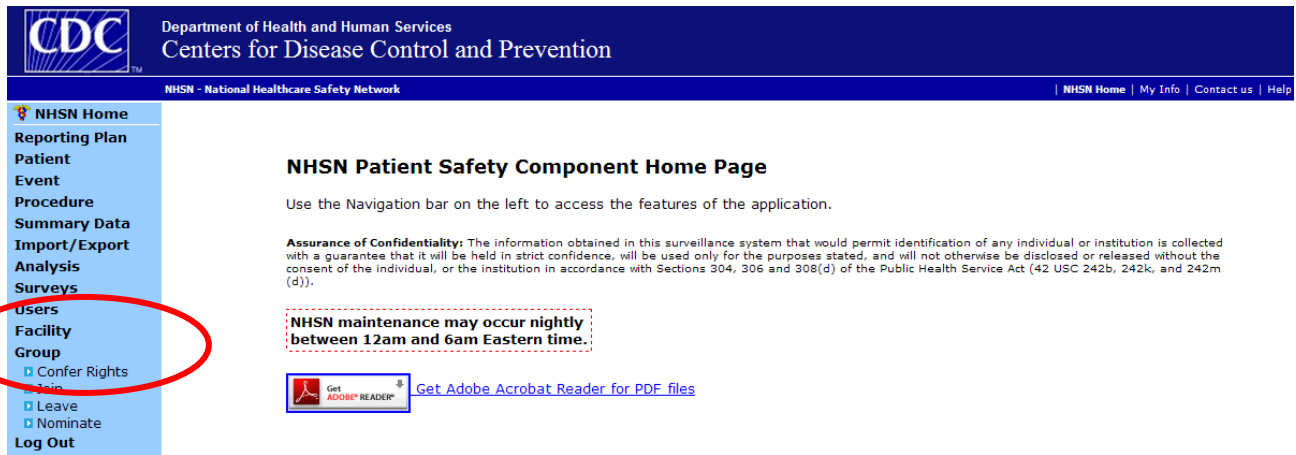 CDC
TM
Department of Health and Human Services
Centers for Disease Control and Prevention
NHSN - National Healthcare Safety Network
| NHSN Home | My Info | Contact us | Help
NHSN Home
Reporting Plan
Patient
Event
Procedure
Summary Data
Import/Export
Analysis
Surveys
Users
Facility
Group
Confer Rights
Join
Leave
Nominate
Log Out
NHSN Patient Safety Component Home Page
Use the Navigation bar on the left to access the features of the application.
Assurance of Confidentiality: The information obtained in this surveillance system that would permit identification of any individual or institution is collected
with a guarantee that it will be held in strict confidence, will be used only for the purposes stated, and will not otherwise be disclosed or released without the
consent of the individual, or the institution in accordance with Sections 304, 306 and 308(d) of the Public Health Service Act (42 USC 242b, 242k, and 242m
(d)).
NHSN maintenance may occur nightly
between 12am and 6am Eastern time.
Get
ADOBE® READER®
Get Adobe Acrobat Reader for PDF files